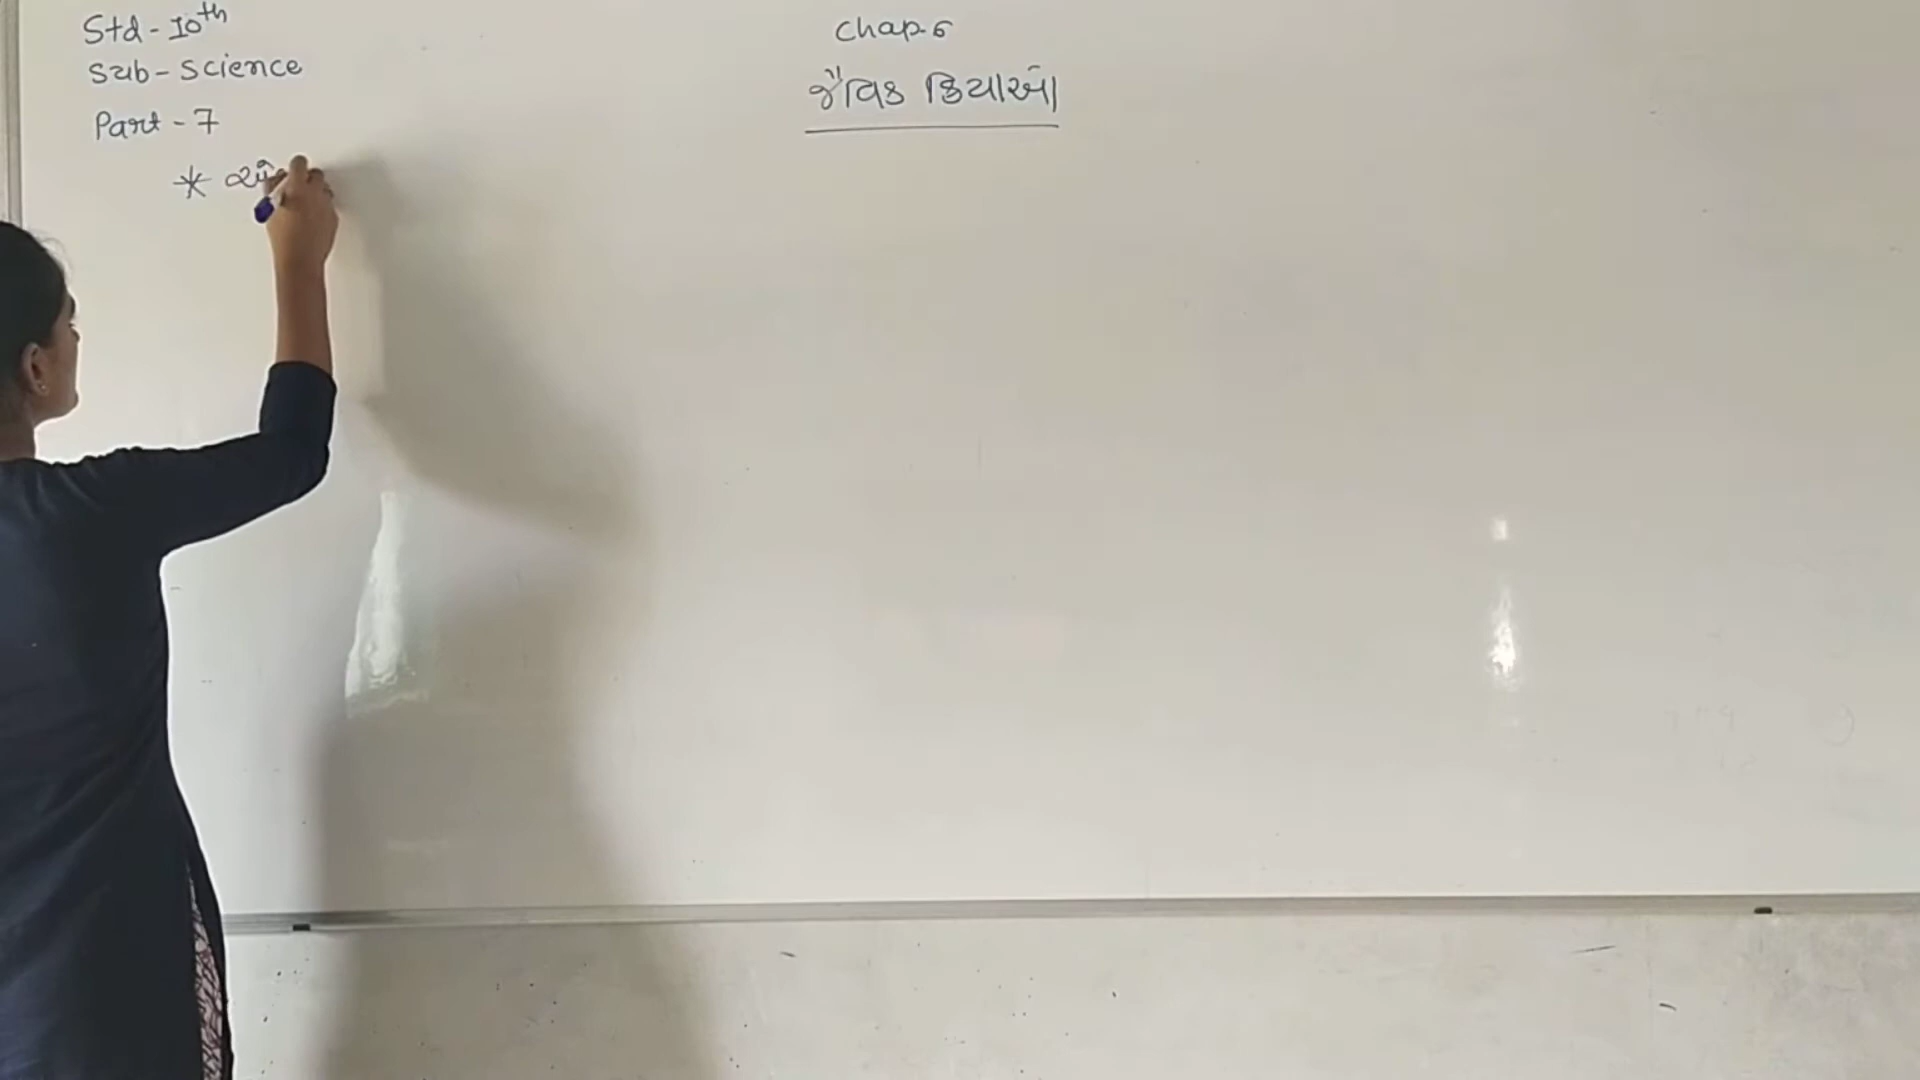 Std - 10th
Sub - Science
Part - 7
Chap. 6
જૈવિક ક્રિયાઓ
*